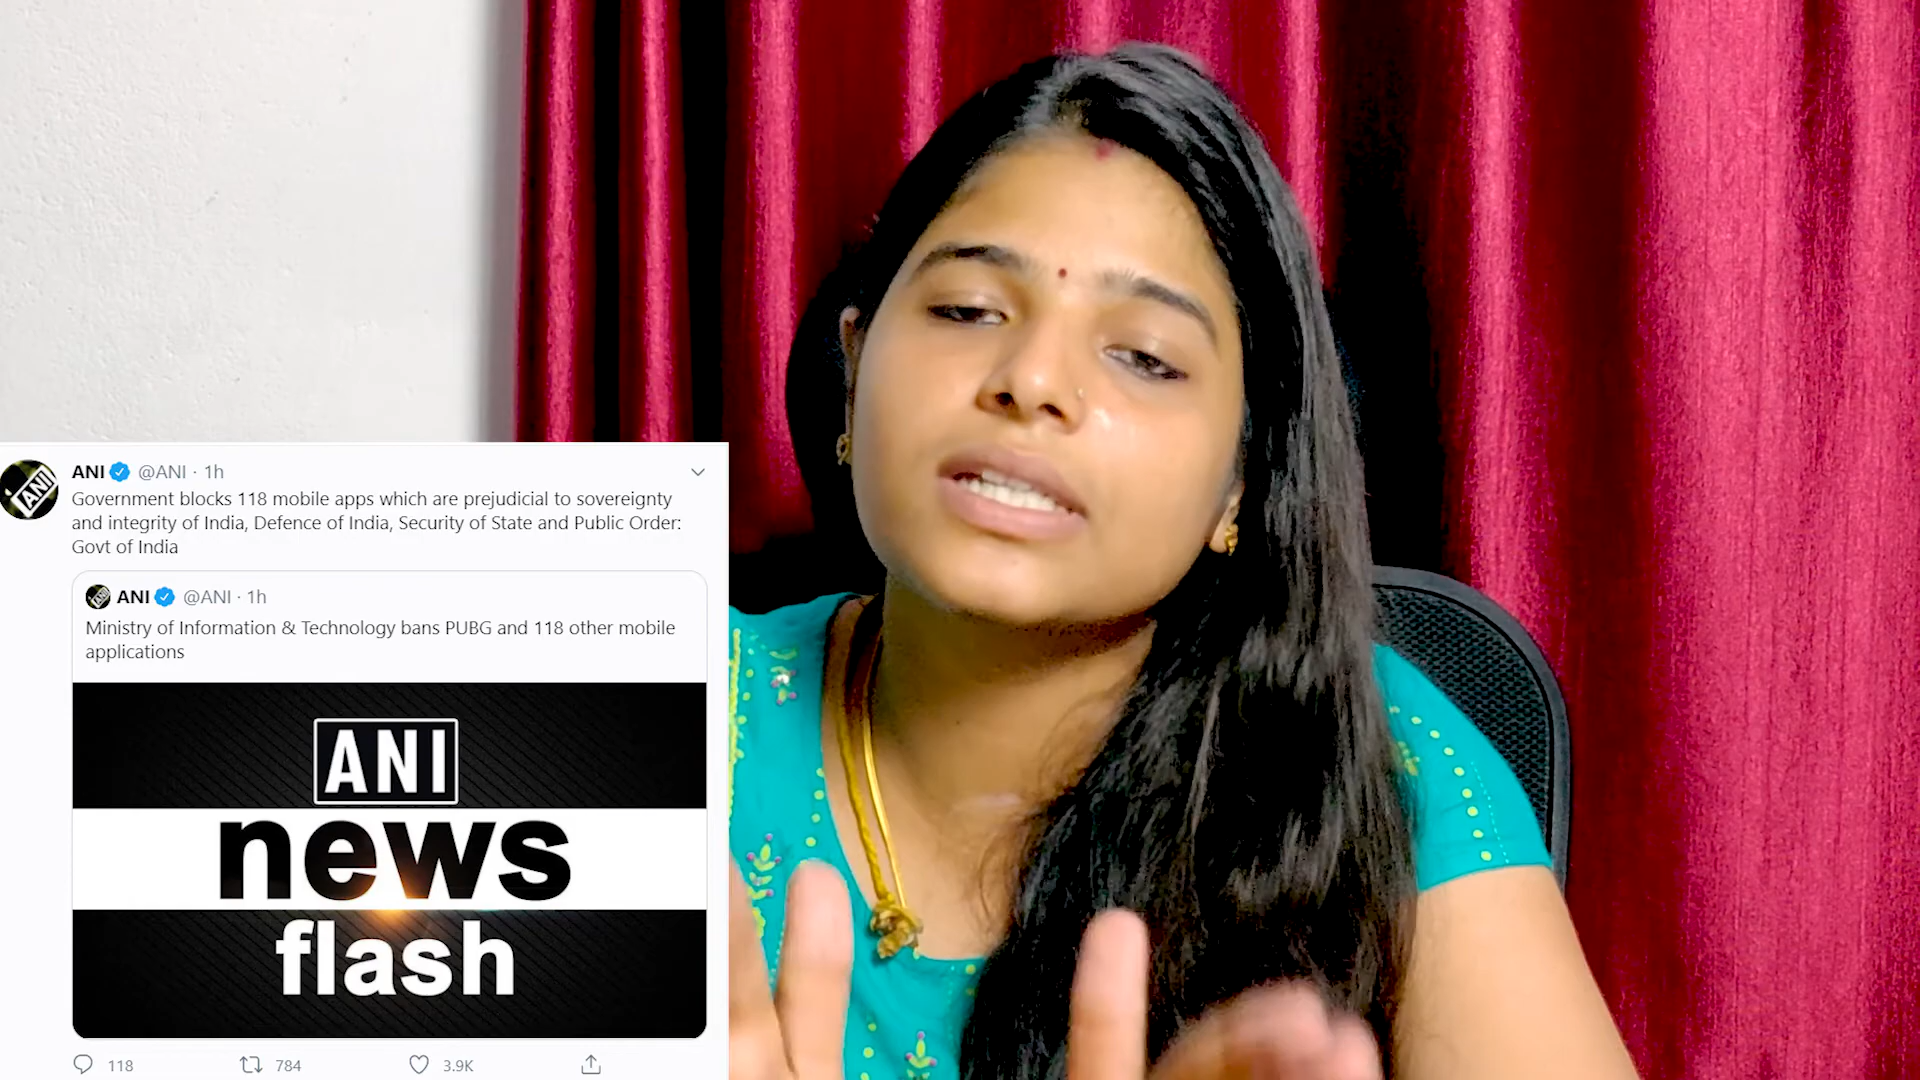 ANI @ANI · 1h
Government blocks 118 mobile apps which are prejudicial to sovereignty
and integrity of India, Defence of India, Security of State and Public Order:
Govt of India
ANI @ANI · 1h
Ministry of Information & Technology bans PUBG and 118 other mobile
applications
ANI
news
flash
118 784 3.9K
ANI